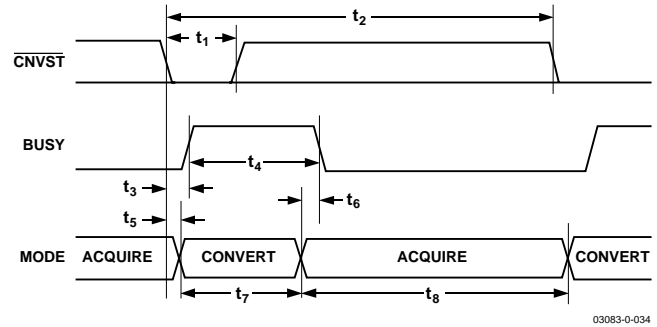 t2
t1
CNVST
BUSY
t4
t3
t6
t5
MODE ACQUIRE CONVERT ACQUIRE CONVERT
t7 t8
03083-0-034